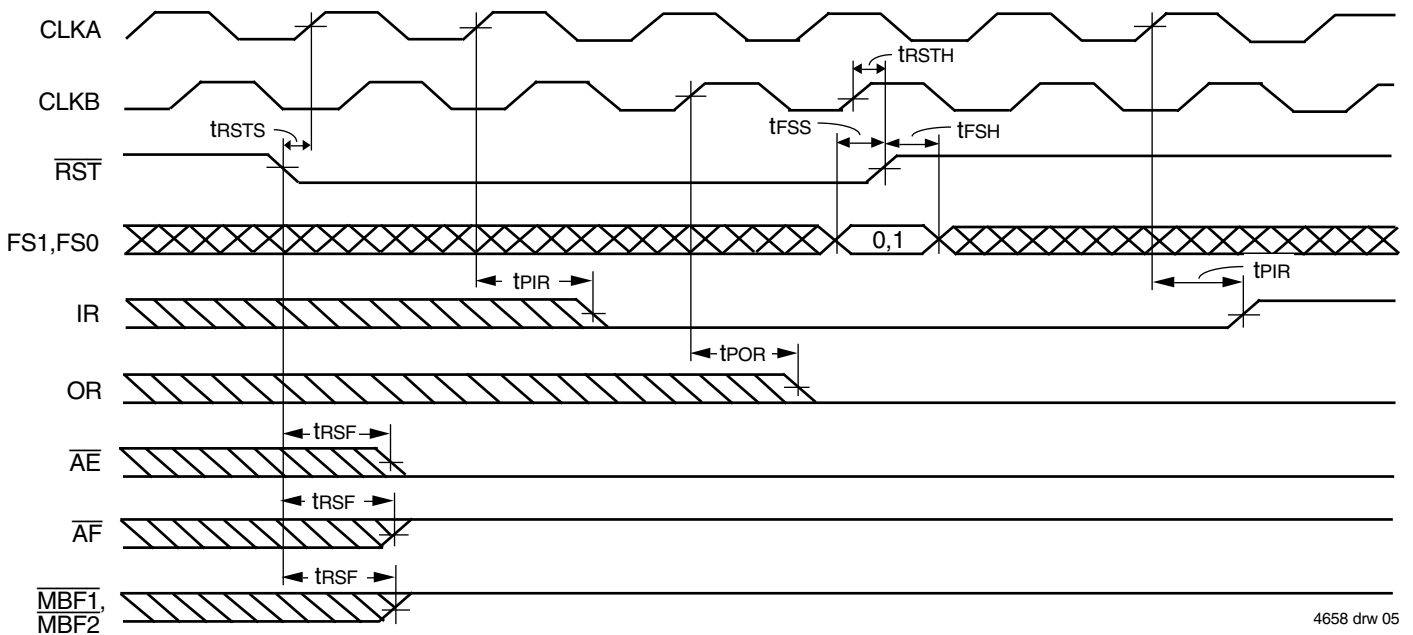 CLKA
tRSTH
CLKB
tRSTS
tFSS
tFSH
RST
FS1,FS0
0,1
tPIR
tPIR
IR
tPOR
OR
tRSF
AE
tRSF
AF
tRSF
MBF1,
MBF2
4658 drw 05